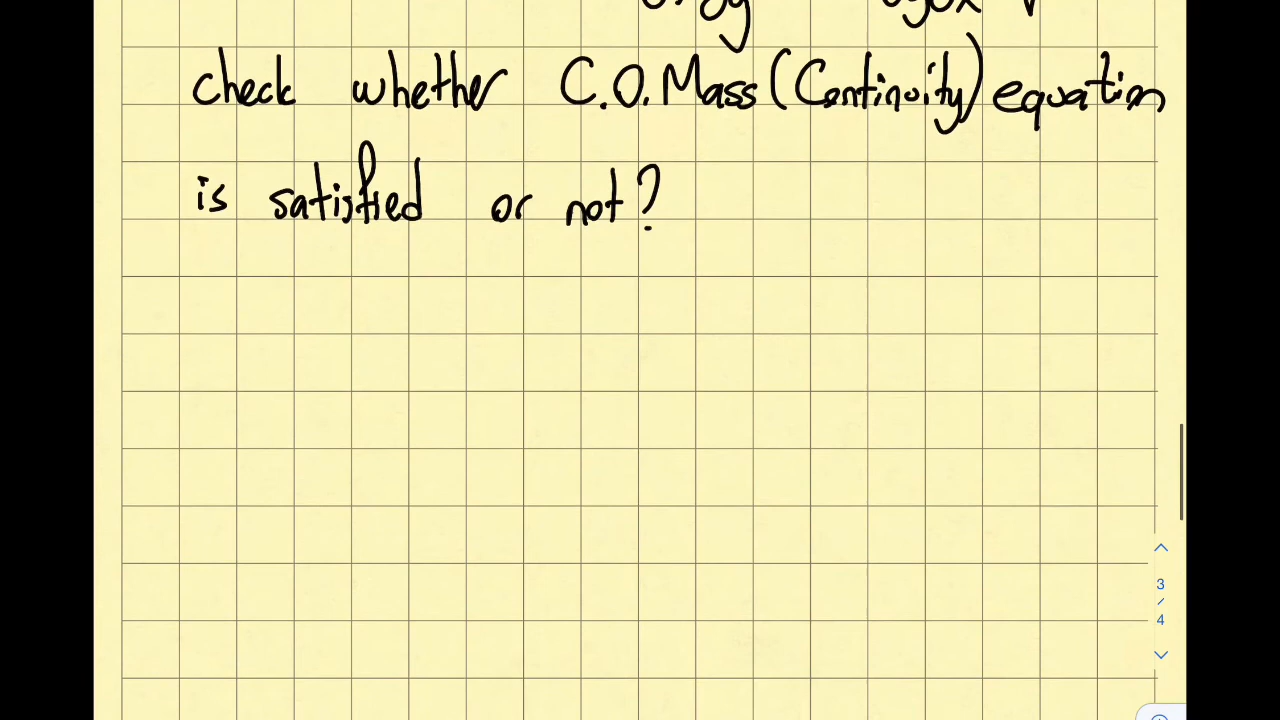 check whether C.O.Mass (Continuity) equation
is satisfied or not?
3
/
4